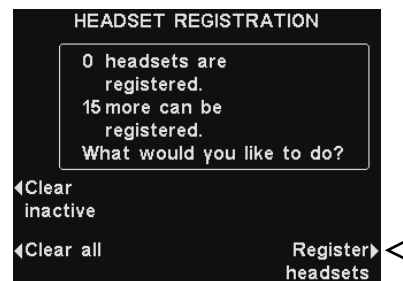 HEADSET REGISTRATION
0 headsets are
registered.
15 more can be
registered.
What would you like to do?
Clear
inactive
Clear all
Register
headsets